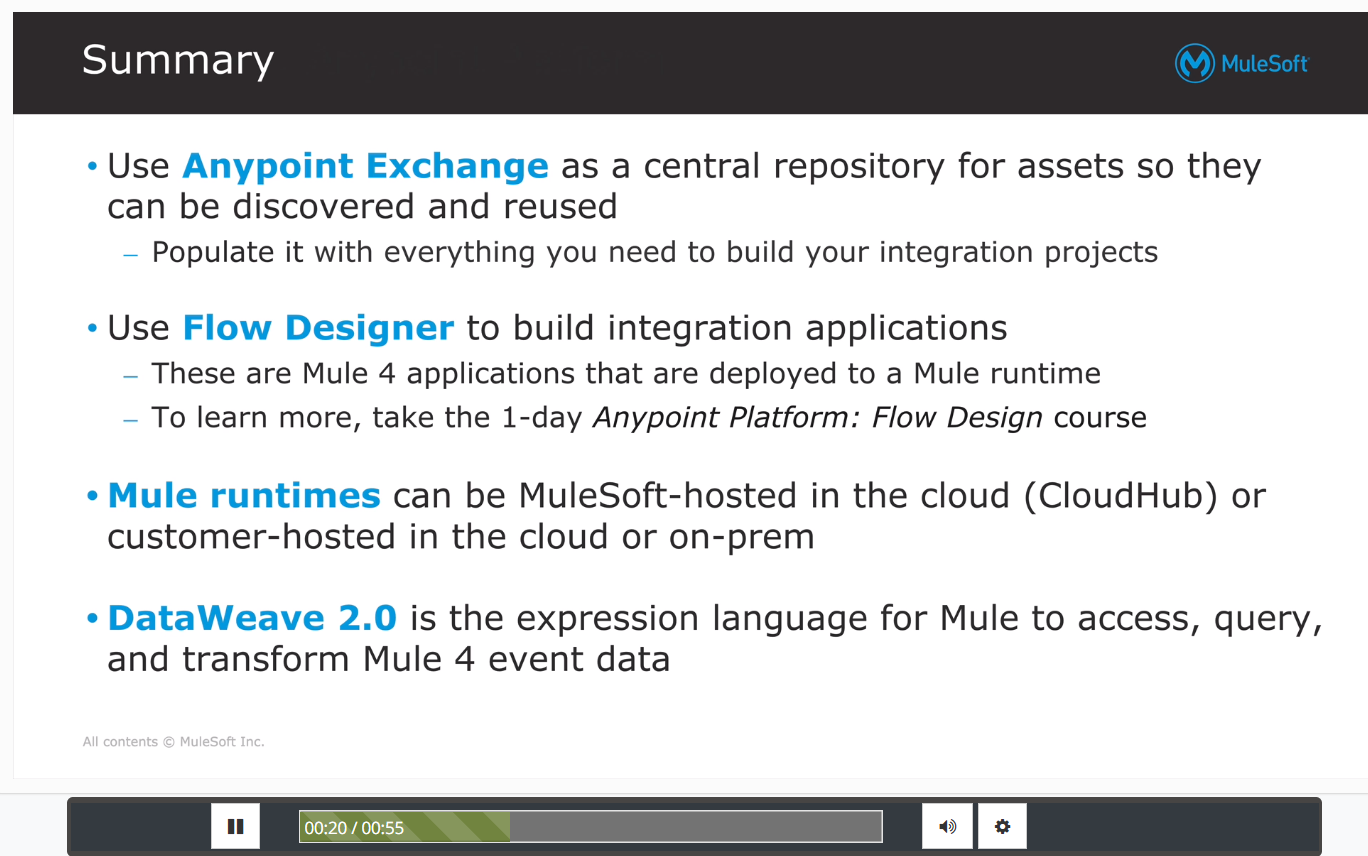 Summary
MuleSoft
• Use Anypoint Exchange as a central repository for assets so they
can be discovered and reused
– Populate it with everything you need to build your integration projects
• Use Flow Designer to build integration applications
– These are Mule 4 applications that are deployed to a Mule runtime
– To learn more, take the 1-day Anypoint Platform: Flow Design course
• Mule runtimes can be MuleSoft-hosted in the cloud (CloudHub) or
customer-hosted in the cloud or on-prem
• DataWeave 2.0 is the expression language for Mule to access, query,
and transform Mule 4 event data
All contents © MuleSoft Inc.
00:20 / 00:55